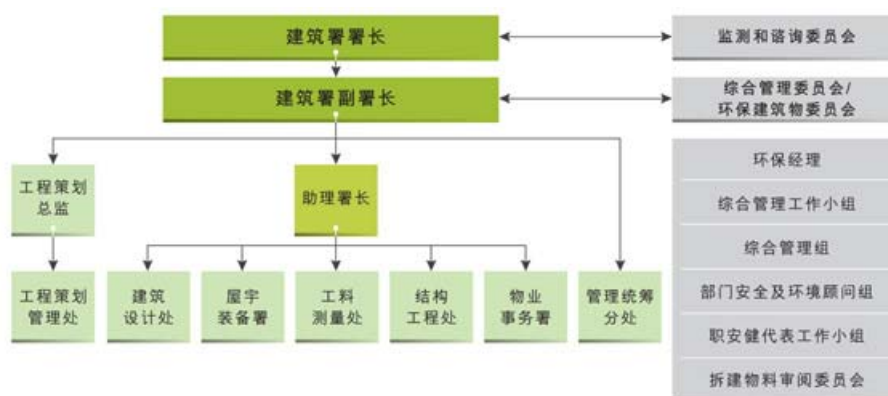 建筑署署长
监测和谘询委员会
建筑署副署长
综合管理委员会/
环保建筑物委员会
工程策划
总监
助理署长
工程策划
管理处
建筑
设计处
屋宇
装备署
工料
测量处
结构
工程处
物业
事务署
管理统筹
分处
环保经理
综合管理工作小组
综合管理组
部门安全及环境顾问组
职安健代表工作小组
拆建物料审阅委员会